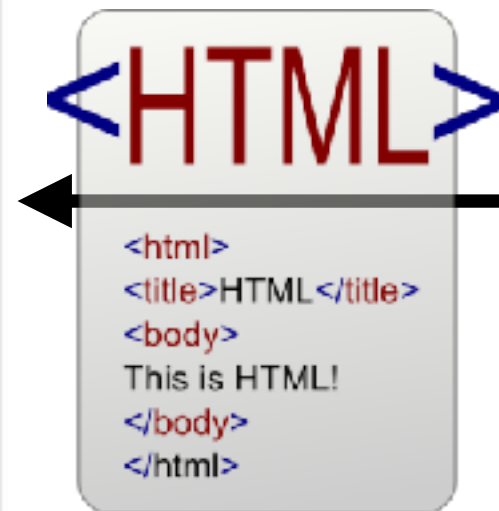 <HTML>
<html>
<title>HTML</title>
<body>
This is HTML!
</body>
</html>